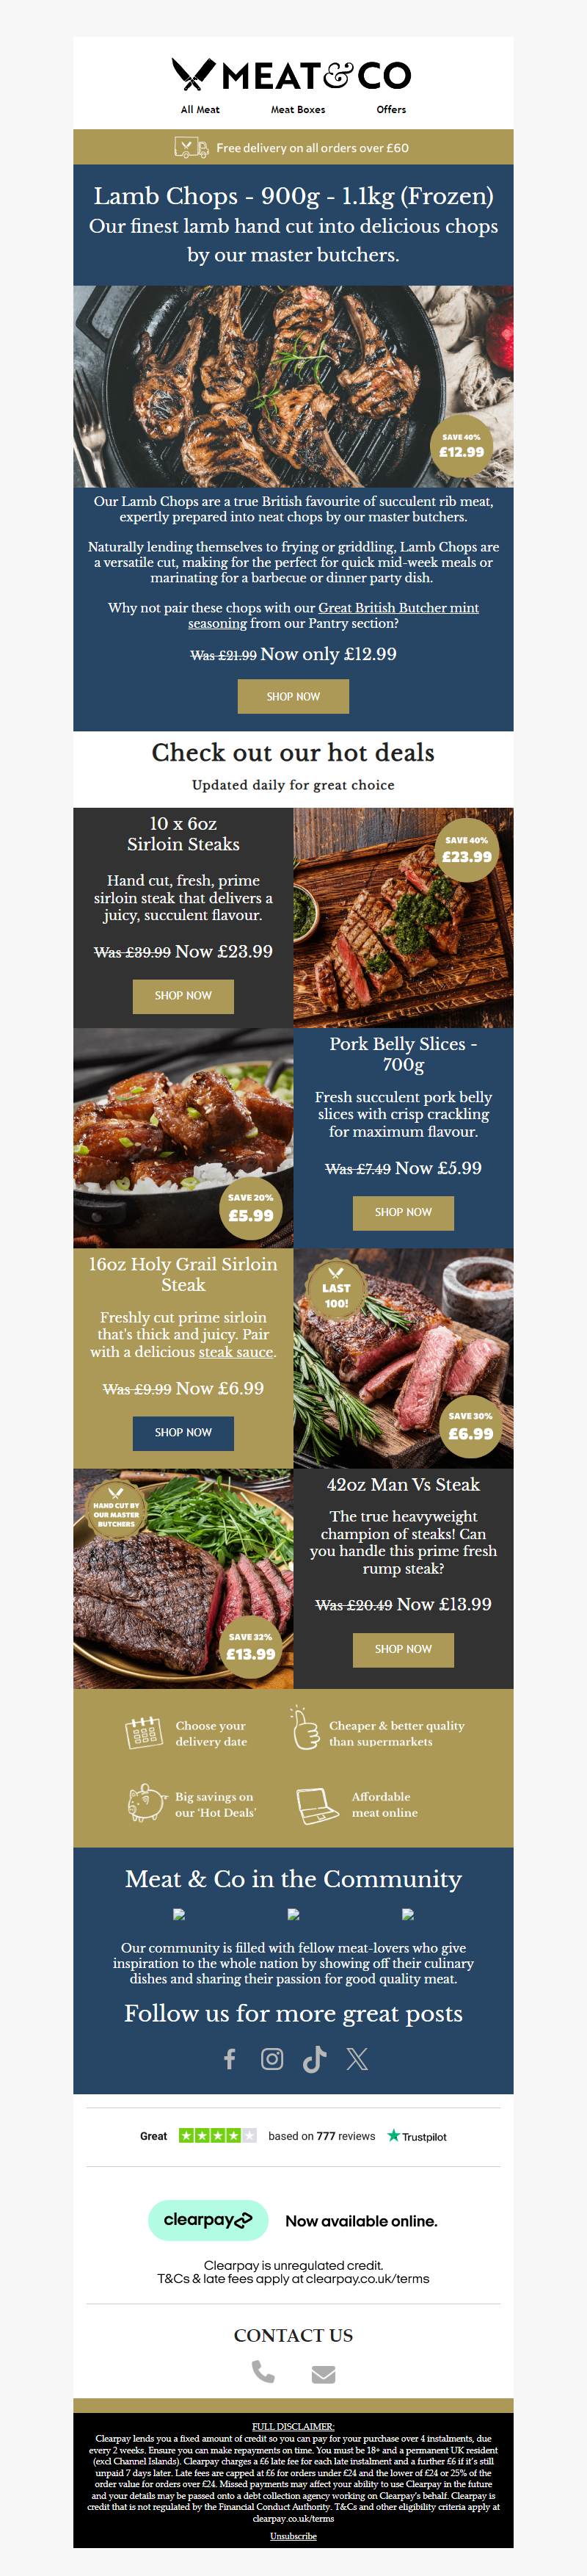 MEAT&CO
All Meat Meat Boxes Offers
Free delivery on all orders over £60
Lamb Chops - 900g - 1.1kg (Frozen)
Our finest lamb hand cut into delicious chops
by our master butchers.
SAVE 40%
£12.99
Our Lamb Chops are a true British favourite of succulent rib meat,
expertly prepared into neat chops by our master butchers.
Naturally lending themselves to frying or griddling, Lamb Chops are
a versatile cut, making for the perfect for quick mid-week meals or
marinating for a barbecue or dinner party dish.
Why not pair these chops with our Great British Butcher mint
seasoning from our Pantry section?
Was £21.99 Now only £12.99
SHOP NOW
Check out our hot deals
Updated daily for great choice
10 x 6oz
Sirloin Steaks
Hand cut, fresh, prime
sirloin steak that delivers a
juicy, succulent flavour.
Was £39.99 Now £23.99
SHOP NOW
SAVE 40%
£23.99
SAVE 20%
£5.99
Pork Belly Slices -
700g
Fresh succulent pork belly
slices with crisp crackling
for maximum flavour.
Was £7.49 Now £5.99
SHOP NOW
16oz Holy Grail Sirloin
Steak
Freshly cut prime sirloin
that's thick and juicy. Pair
with a delicious steak sauce.
Was £9.99 Now £6.99
SHOP NOW
LAST
100!
SAVE 30%
£6.99
HAND CUT BY
OUR MASTER
BUTCHERS
SAVE 32%
£13.99
42oz Man Vs Steak
The true heavyweight
champion of steaks! Can
you handle this prime fresh
rump steak?
Was £20.49 Now £13.99
SHOP NOW
Choose your
delivery date
Cheaper & better quality
than supermarkets
Big savings on
our 'Hot Deals'
Affordable
meat online
Meat & Co in the Community
Our community is filled with fellow meat-lovers who give
inspiration to the whole nation by showing off their culinary
dishes and sharing their passion for good quality meat.
Follow us for more great posts
Great based on 777 reviews Trustpilot
clearpay Now available online.
Clearpay is unregulated credit.
T&Cs & late fees apply at clearpay.co.uk/terms
CONTACT US
FULL DISCLAIMER:
Clearpay lends you a fixed amount of credit so you can pay for your purchase over 4 instalments, due
every 2 weeks. Ensure you can make repayments on time. You must be 18+ and a permanent UK resident
(excl Channel Islands). Clearpay charges a £6 late fee for each late instalment and a further £6 if it's still
unpaid 7 days later. Late fees are capped at £6 for orders under £24 and the lower of £24 or 25% of the
order value for orders over £24. Missed payments may affect your ability to use Clearpay in the future
and your details may be passed onto a debt collection agency working on Clearpay's behalf. Clearpay is
credit that is not regulated by the Financial Conduct Authority. T&Cs and other eligibility criteria apply at
clearpay.co.uk/terms
Unsubscribe